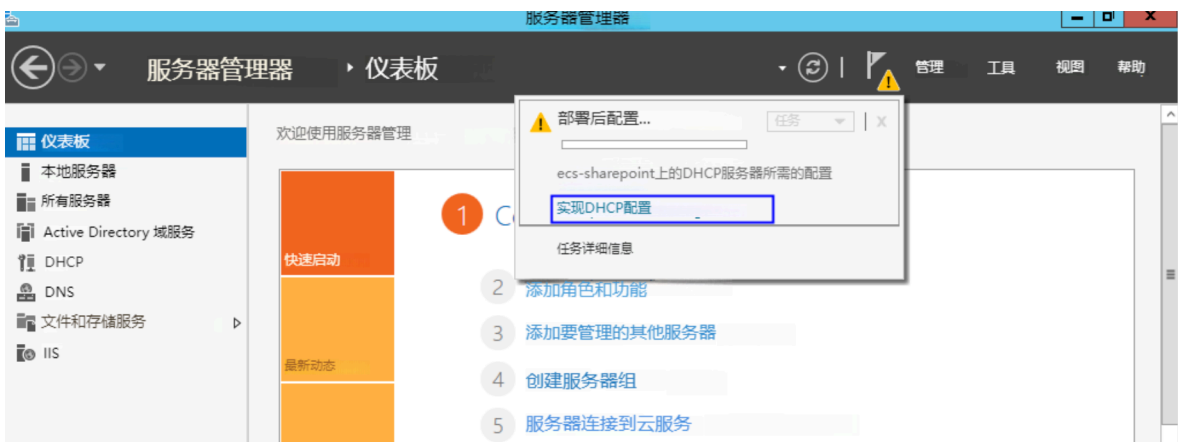 服务器管理器
服务器管理器 ‣ 仪表板
管理 工具 视图 帮助
仪表板
本地服务器
所有服务器
Active Directory 域服务
DHCP
DNS
文件和存储服务
IIS
欢迎使用服务器管理
部署后配置...
任务
x
ecs-sharepoint上的DHCP服务器所需的配置
实现DHCP配置
任务详细信息
快速启动
最新动态
1 C
2 添加角色和功能
3 添加要管理的其他服务器
4 创建服务器组
5 服务器连接到云服务